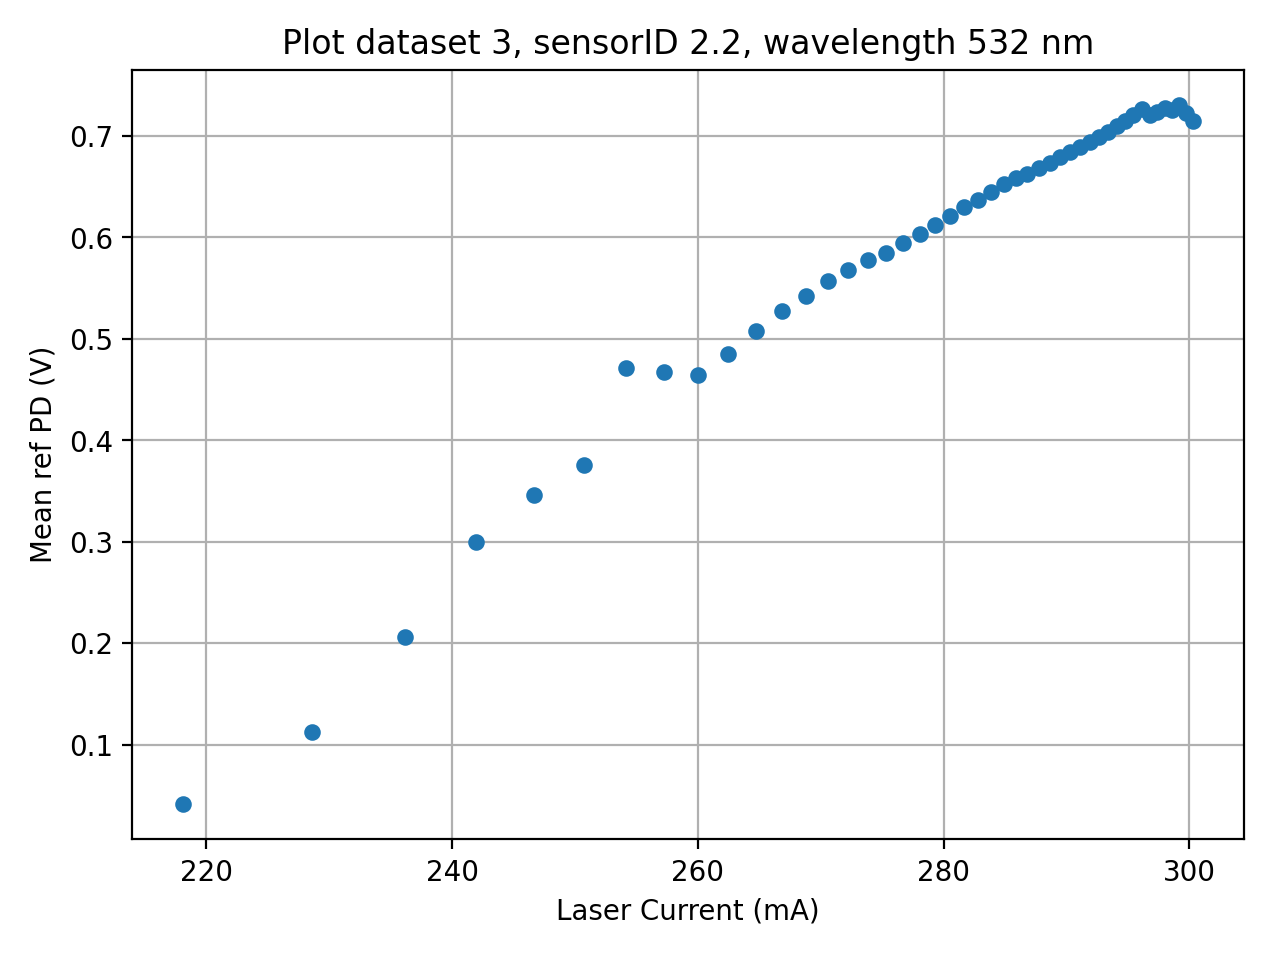 Plot dataset 3, sensorID 2.2, wavelength 532 nm
Mean ref PD (V)
0.7
0.6
0.5
0.4
0.3
0.2
0.1
220 240 260 280 300
Laser Current (mA)